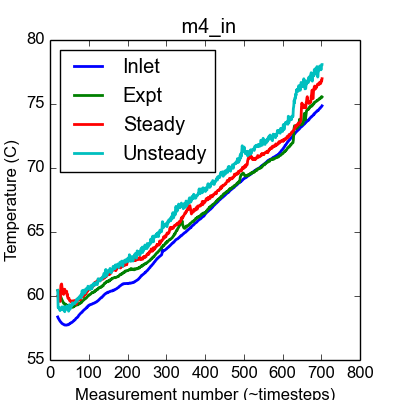 m4_in
80
75
70
65
60
55
0
100
200
300
400
500
600
700
800
Temperature (C)
Measurement number (~timesteps)
Inlet
Expt
Steady
Unsteady